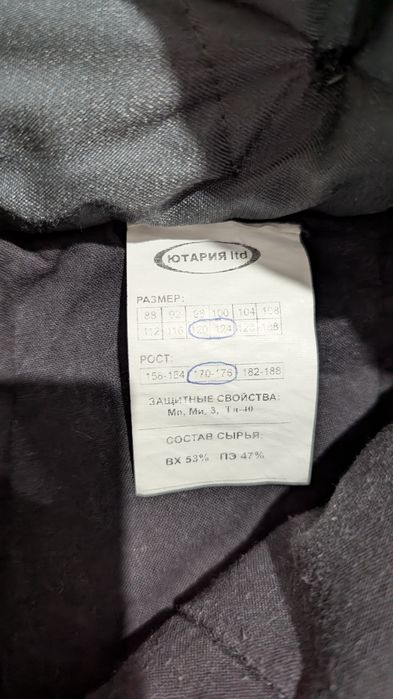 ЮТАРИЯ ltd
РАЗМЕР:
88 92 96 100 104 108
112 116 120 124 128
РОСТ:
158-164 170-176 182-188
ЗАЩИТНЫЕ СВОЙСТВА:
Мо, Ми, З, Тн-40
СОСТАВ СЫРЬЯ:
ВХ 53% ПЭ 47%